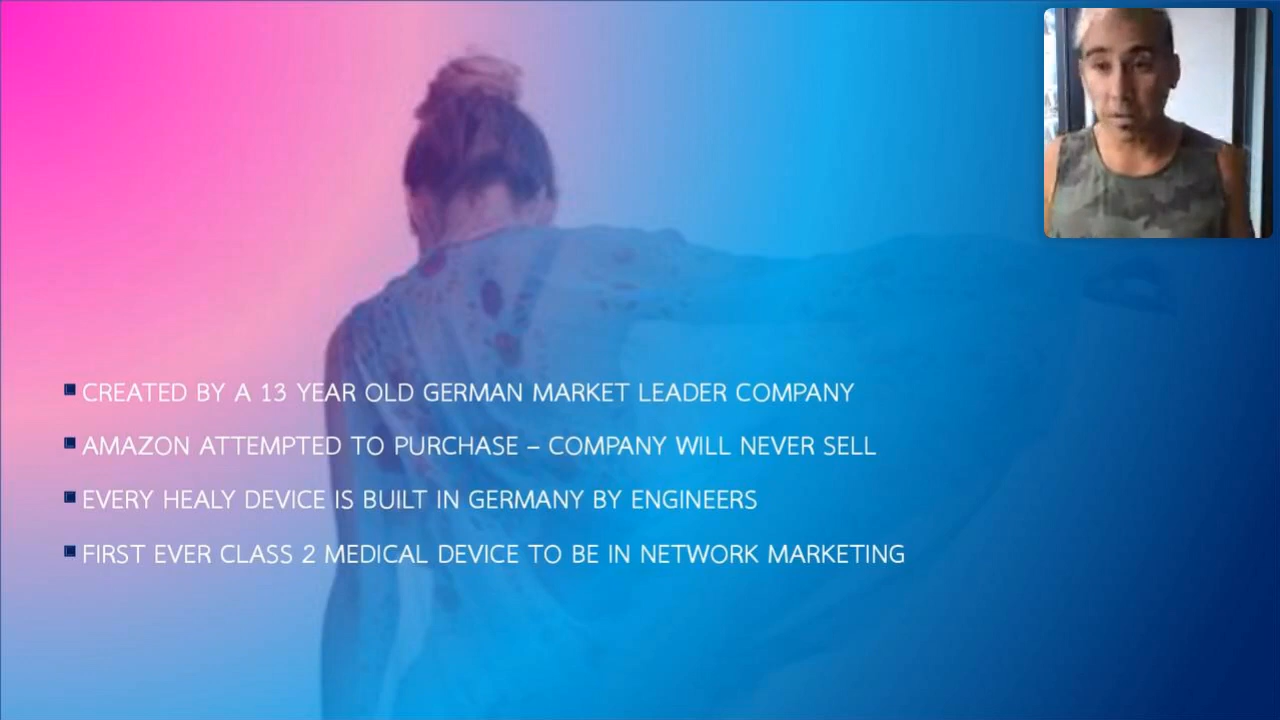 CREATED BY A 13 YEAR OLD GERMAN MARKET LEADER COMPANY
AMAZON ATTEMPTED TO PURCHASE – COMPANY WILL NEVER SELL
EVERY HEALY DEVICE IS BUILT IN GERMANY BY ENGINEERS
FIRST EVER CLASS 2 MEDICAL DEVICE TO BE IN NETWORK MARKETING